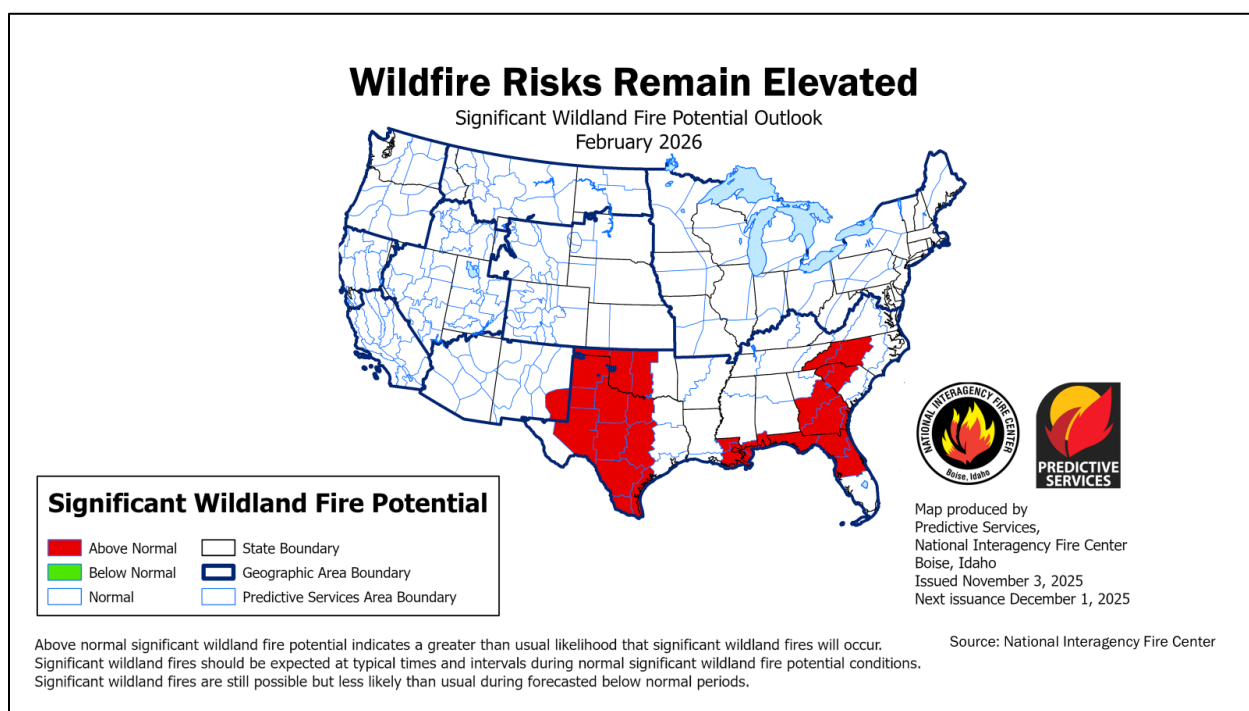 Wildfire Risks Remain Elevated
Significant Wildland Fire Potential Outlook
February 2026
NATIONAL INTERAGENCY FIRE CENTER
Boise, Idaho
PREDICTIVE
SERVICES
Map produced by
Predictive Services,
National Interagency Fire Center
Boise, Idaho
Issued November 3, 2025
Next issuance December 1, 2025
Significant Wildland Fire Potential
Above Normal
Below Normal
Normal
State Boundary
Geographic Area Boundary
Predictive Services Area Boundary
Above normal significant wildland fire potential indicates a greater than usual likelihood that significant wildland fires will occur.
Significant wildland fires should be expected at typical times and intervals during normal significant wildland fire potential conditions.
Significant wildland fires are still possible but less likely than usual during forecasted below normal periods.
Source: National Interagency Fire Center